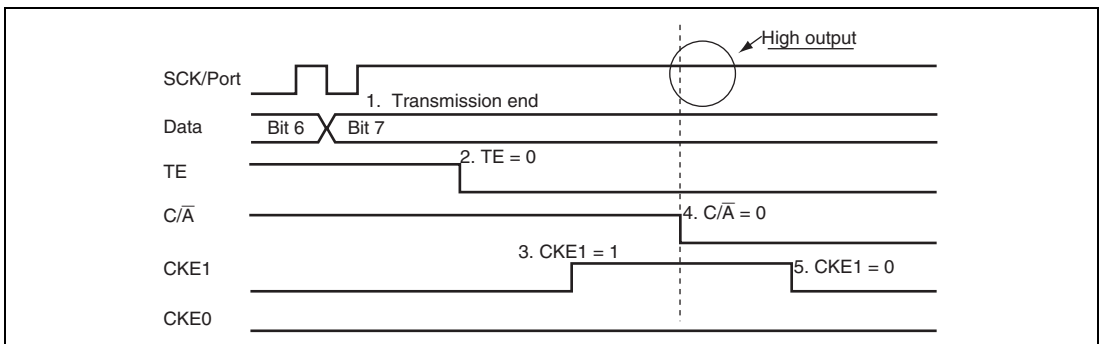 High output
SCK/Port
1. Transmission end
Data
Bit 6
Bit 7
2. TE = 0
TE
C/A̅
4. C/A̅ = 0
3. CKE1 = 1
CKE1
5. CKE1 = 0
CKE0